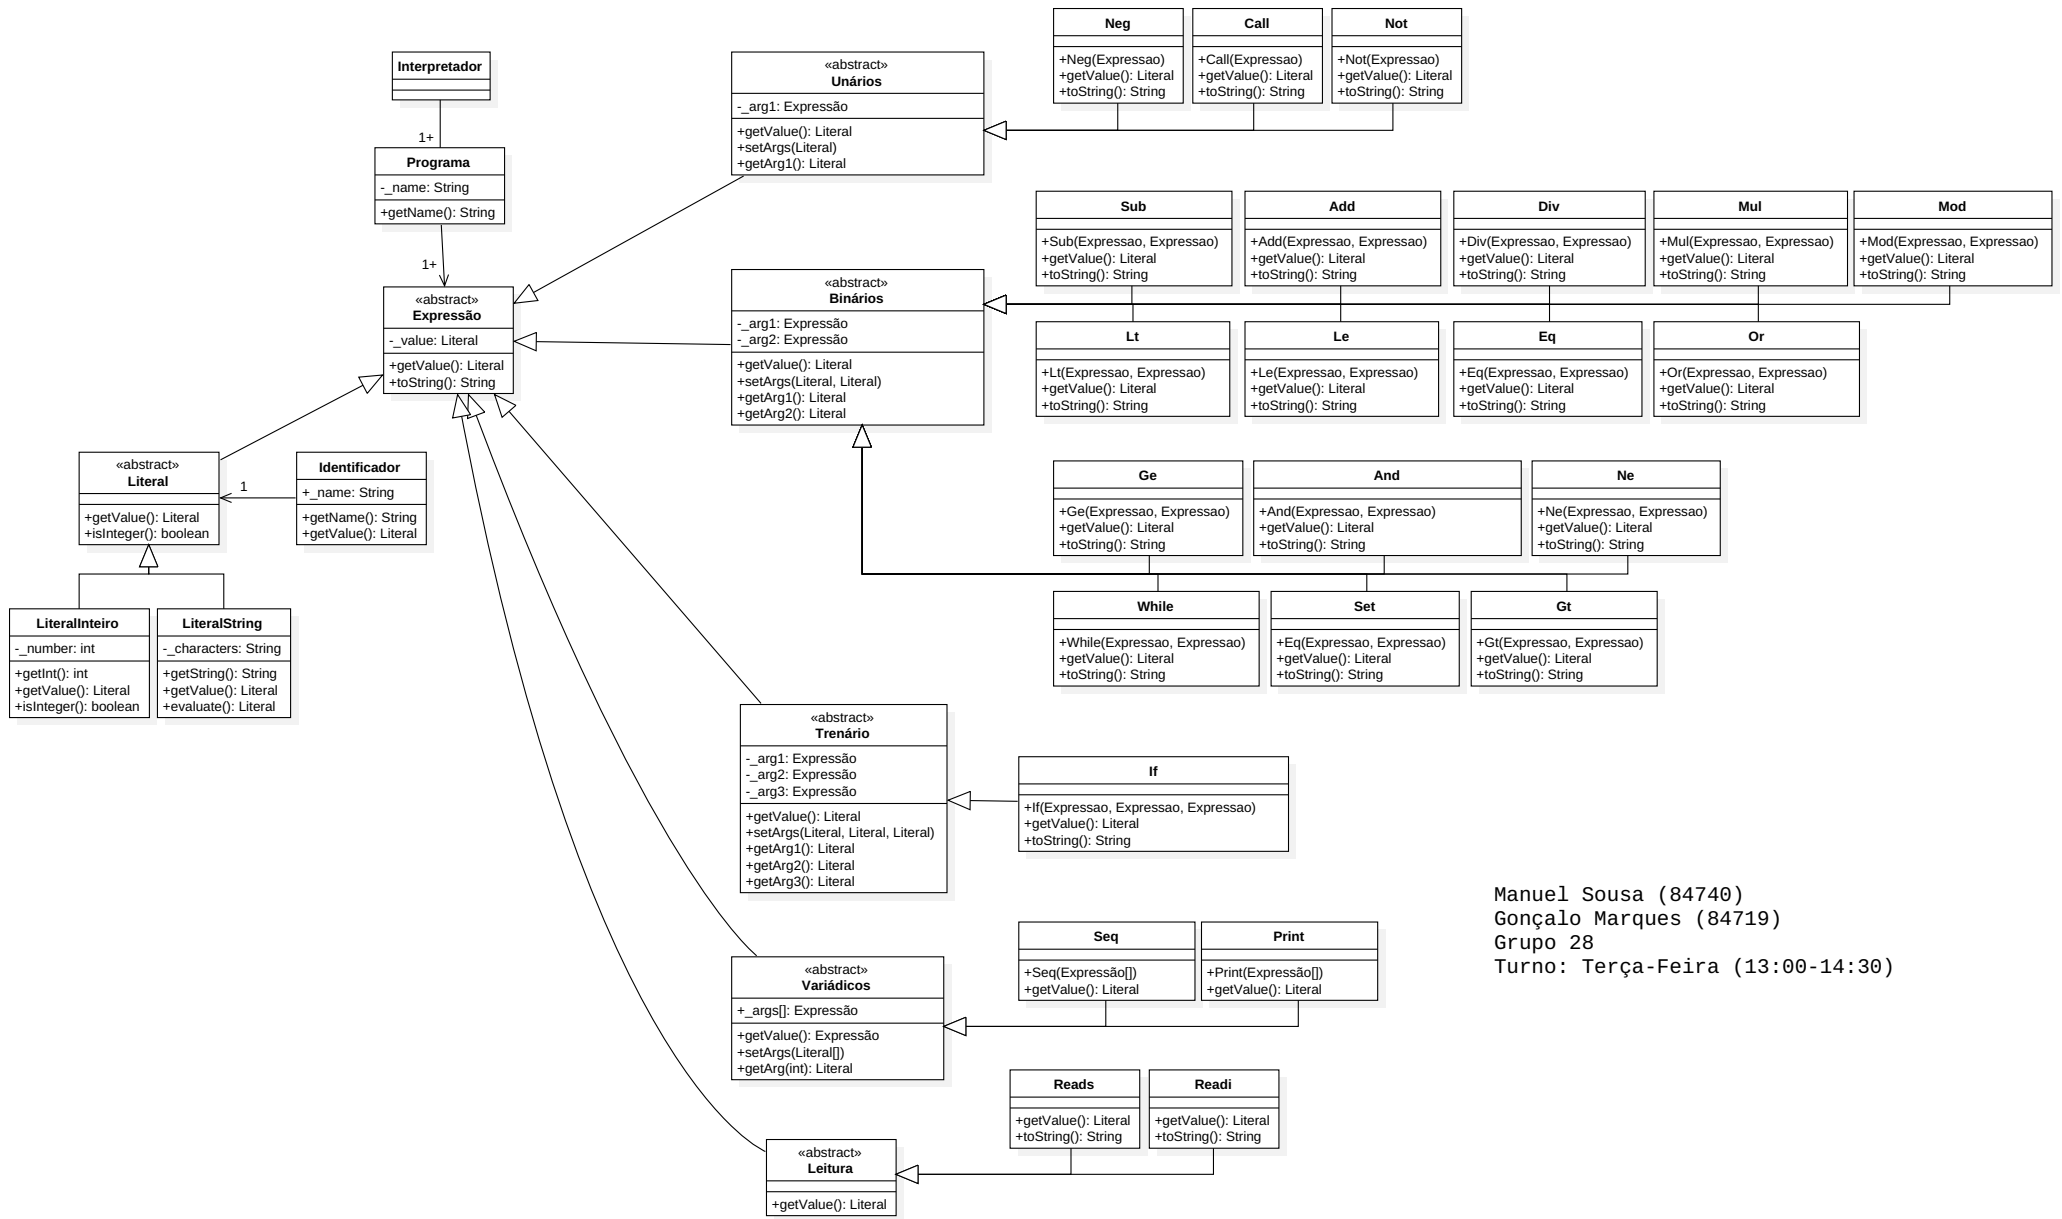 Interpretador
1+
Programa
-_name: String
+getName(): String
1+
«abstract»
Expressão
-_value: Literal
+getValue(): Literal
+toString(): String
«abstract»
Literal
+getValue(): Literal
+isInteger(): boolean
1
Identificador
+_name: String
+getName(): String
+getValue(): Literal
LiteralInteiro
-_number: int
+getInt(): int
+getValue(): Literal
+isInteger(): boolean
LiteralString
-_characters: String
+getString(): String
+getValue(): Literal
+evaluate(): Literal
«abstract»
Unários
-_arg1: Expressão
+getValue(): Literal
+setArgs(Literal)
+getArg1(): Literal
Neg
+Neg(Expressao)
+getValue(): Literal
+toString(): String
Call
+Call(Expressao)
+getValue(): Literal
+toString(): String
Not
+Not(Expressao)
+getValue(): Literal
+toString(): String
«abstract»
Binários
-_arg1: Expressão
-_arg2: Expressão
+getValue(): Literal
+setArgs(Literal, Literal)
+getArg1(): Literal
+getArg2(): Literal
Sub
+Sub(Expressao, Expressao)
+getValue(): Literal
+toString(): String
Add
+Add(Expressao, Expressao)
+getValue(): Literal
+toString(): String
Div
+Div(Expressao, Expressao)
+getValue(): Literal
+toString(): String
Mul
+Mul(Expressao, Expressao)
+getValue(): Literal
+toString(): String
Mod
+Mod(Expressao, Expressao)
+getValue(): Literal
+toString(): String
Lt
+Lt(Expressao, Expressao)
+getValue(): Literal
+toString(): String
Le
+Le(Expressao, Expressao)
+getValue(): Literal
+toString(): String
Eq
+Eq(Expressao, Expressao)
+getValue(): Literal
+toString(): String
Or
+Or(Expressao, Expressao)
+getValue(): Literal
+toString(): String
Ge
+Ge(Expressao, Expressao)
+getValue(): Literal
+toString(): String
And
+And(Expressao, Expressao)
+getValue(): Literal
+toString(): String
Ne
+Ne(Expressao, Expressao)
+getValue(): Literal
+toString(): String
While
+While(Expressao, Expressao)
+getValue(): Literal
+toString(): String
Set
+Eq(Expressao, Expressao)
+getValue(): Literal
+toString(): String
Gt
+Gt(Expressao, Expressao)
+getValue(): Literal
+toString(): String
«abstract»
Trenário
-_arg1: Expressão
-_arg2: Expressão
-_arg3: Expressão
+getValue(): Literal
+setArgs(Literal, Literal, Literal)
+getArg1(): Literal
+getArg2(): Literal
+getArg3(): Literal
If
+If(Expressao, Expressao, Expressao)
+getValue(): Literal
+toString(): String
«abstract»
Variádicos
+_args[]: Expressão
+getValue(): Expressão
+setArgs(Literal[])
+getArg(int): Literal
Seq
+Seq(Expressão[])
+getValue(): Literal
Print
+Print(Expressão[])
+getValue(): Literal
«abstract»
Leitura
+getValue(): Literal
Reads
+getValue(): Literal
+toString(): String
Readi
+getValue(): Literal
+toString(): String
Manuel Sousa (84740)
Gonçalo Marques (84719)
Grupo 28
Turno: Terça-Feira (13:00-14:30)